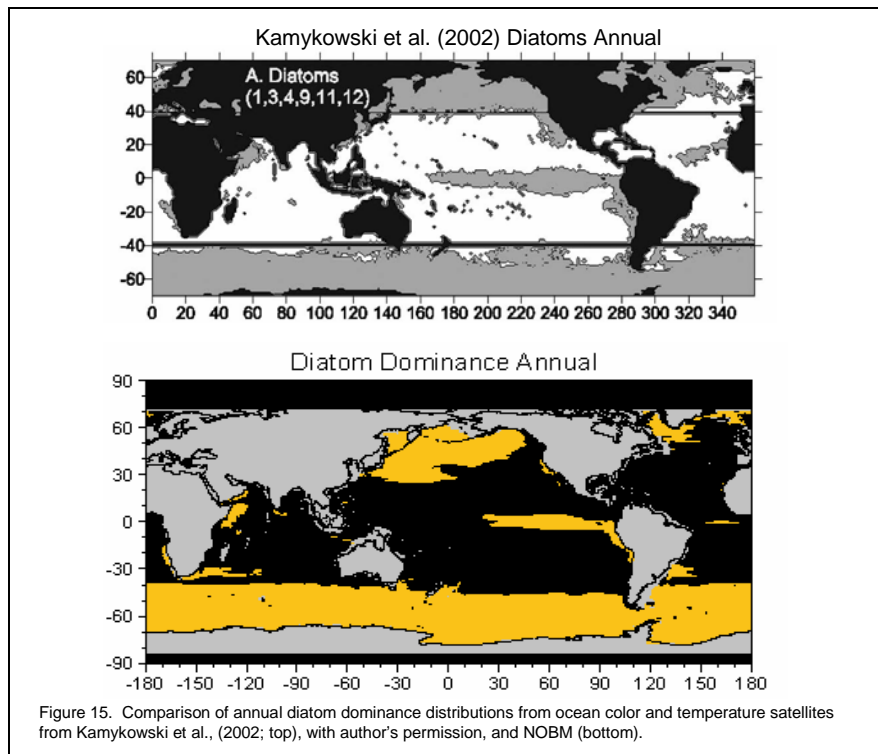 Kamykowski et al. (2002) Diatoms Annual
A. Diatoms
(1,3,4,9,11,12)
60
40
20
0
-20
-40
-60
0 20 40 60 80 100 120 140 160 180 200 220 240 260 280 300 320 340
Diatom Dominance Annual
90
60
30
0
-30
-60
-90
-180 -150 -120 -90 -60 -30 0 30 60 90 120 150 180
Figure 15. Comparison of annual diatom dominance distributions from ocean color and temperature satellites
from Kamykowski et al., (2002; top), with author's permission, and NOBM (bottom).